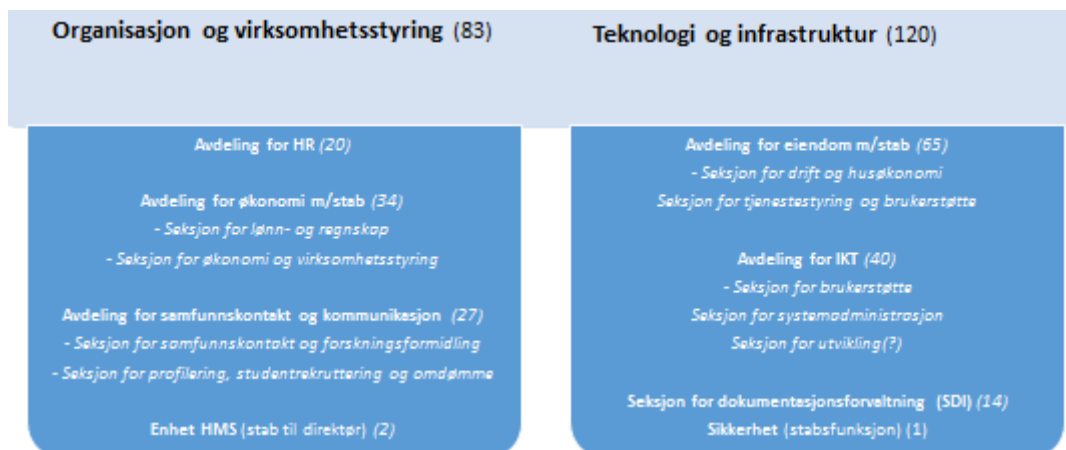 Organisasjon og virksomhetsstyring (83)
Avdeling for HR (20)
Avdeling for økonomi m/stab (34)
- Seksjon for lønn- og regnskap
- Seksjon for økonomi og virksomhetsstyring
Avdeling for samfunnskontakt og kommunikasjon (27)
- Seksjon for samfunnskontakt og forskningsformidling
- Seksjon for profilering, studentrekruttering og omdømme
Enhet HMS (stab til direktør) (2)
Teknologi og infrastruktur (120)
Avdeling for eiendom m/stab (65)
- Seksjon for drift og husøkonomi
Seksjon for tjenestestyring og brukerstøtte
Avdeling for IKT (40)
- Seksjon for brukerstøtte
Seksjon for systemadministrasjon
Seksjon for utvikling(?)
Seksjon for dokumentasjonsforvaltning (SDI) (14)
Sikkerhet (stabsfunksjon) (1)